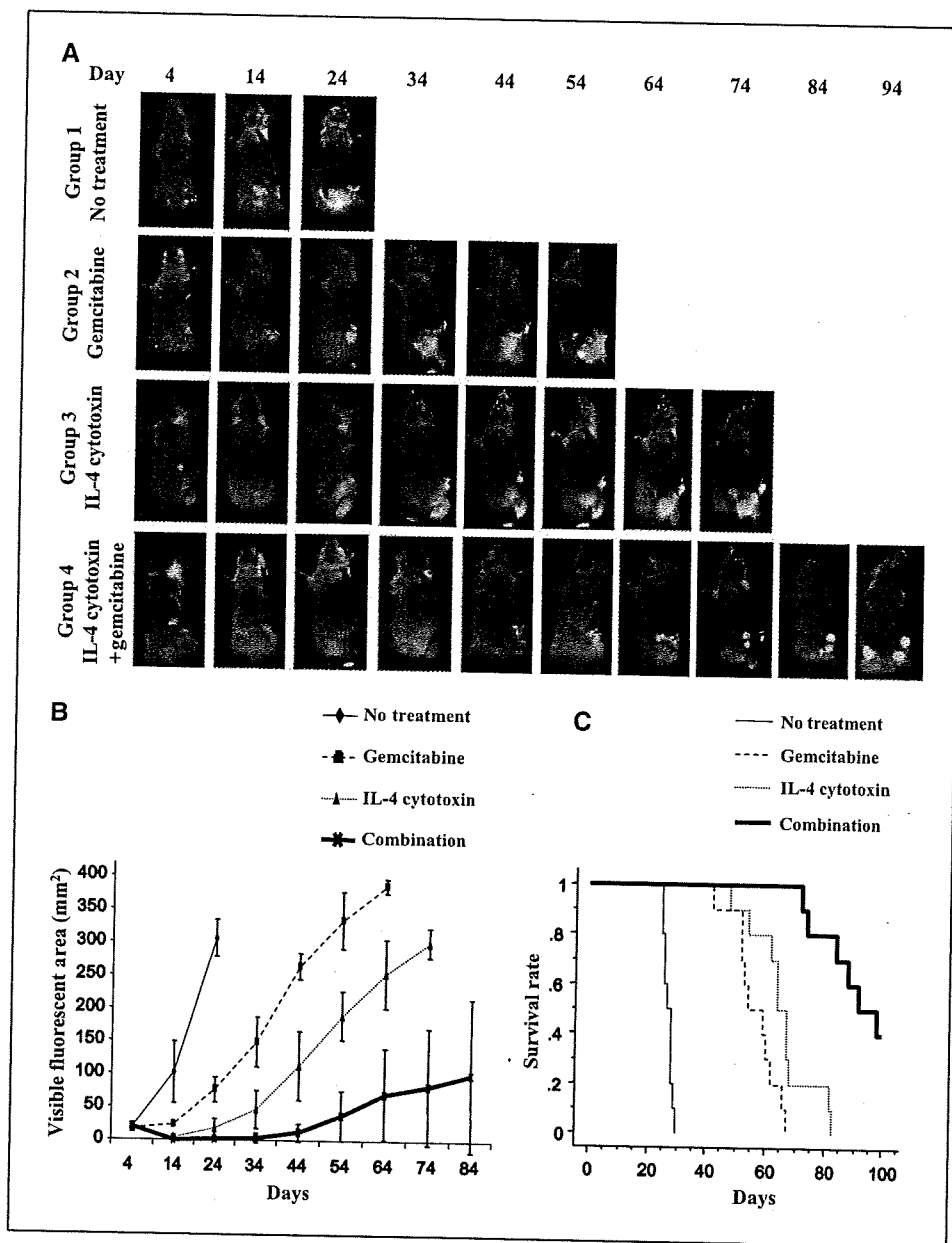 A
Day 4 14 24 34 44 54 64 74 84 94
Group 1
No treatment
Group 2
Gemcitabine
Group 3
IL-4 cytotoxin
Group 4
IL-4 cytotoxin
+gemcitabine
B
No treatment
Gemcitabine
IL-4 cytotoxin
Combination
Visible fluorescent area (mm²)
400
350
300
250
200
150
100
50
0
4 14 24 34 44 54 64 74 84
Days
C
No treatment
Gemcitabine
IL-4 cytotoxin
Combination
Survival rate
1
.8
.6
.4
.2
0
0 20 40 60 80 100
Days